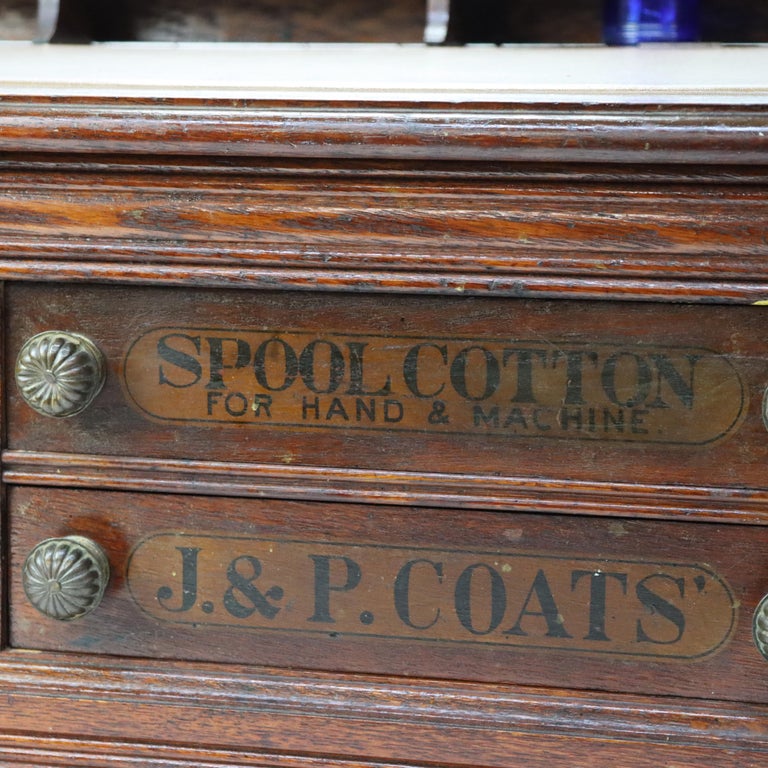 SPOOL COTTON
FOR HAND & MACHINE.
J. & P. COATS'